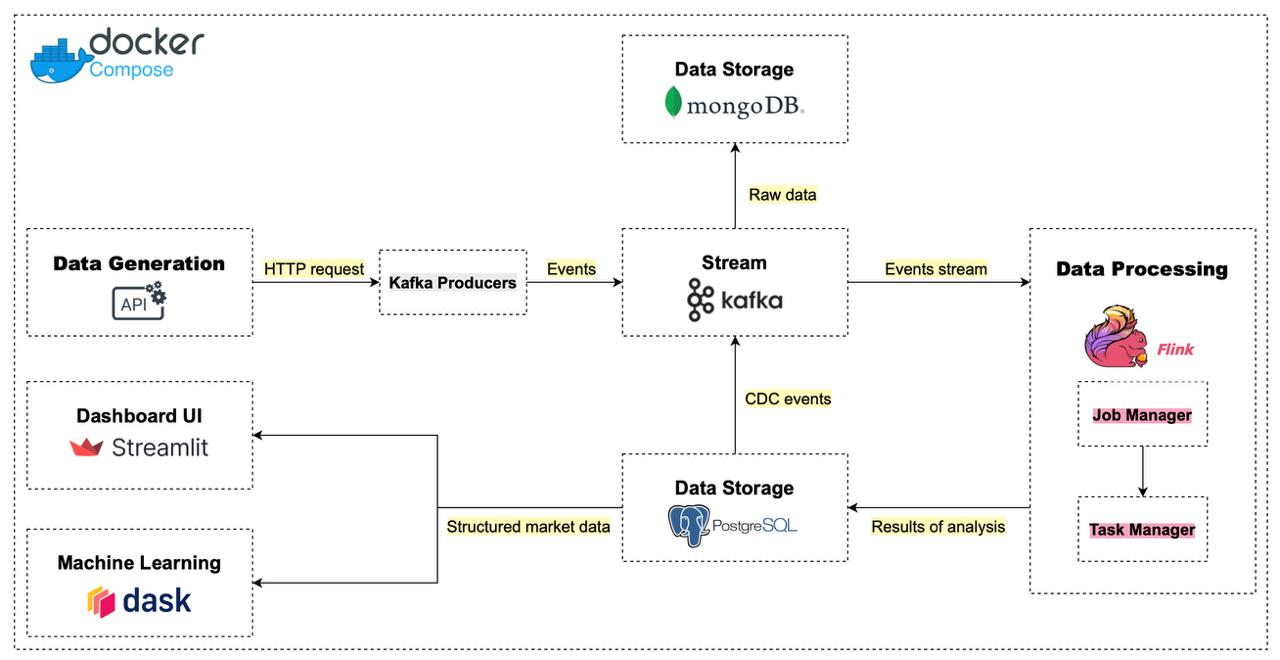 docker
Compose
Data Storage
mongoDB.
Raw data
Data Generation
API
HTTP request
Kafka Producers
Events
Stream
kafka
Events stream
Data Processing
Flink
Job Manager
Task Manager
CDC events
Dashboard UI
Streamlit
Data Storage
PostgreSQL
Structured market data
Results of analysis
Machine Learning
dask